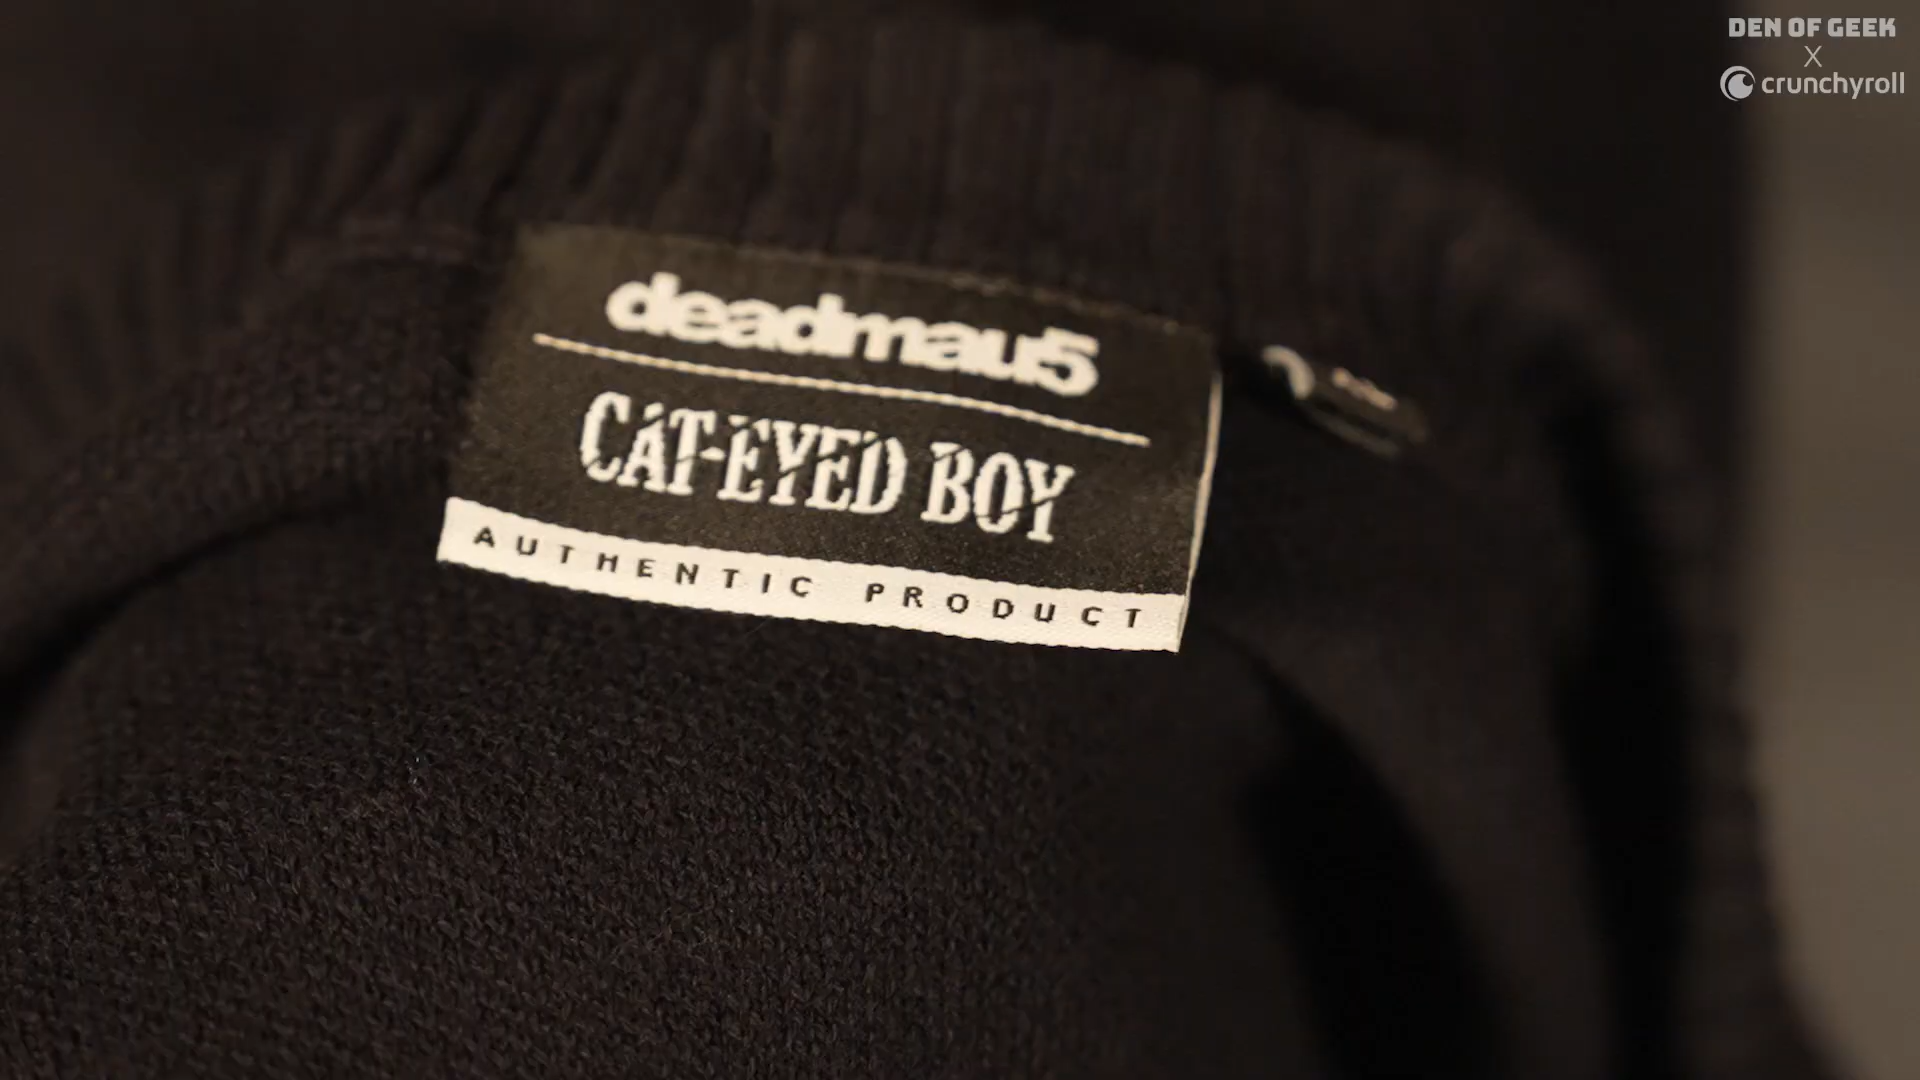 DEN OF GEEK
X
crunchyroll
deadmau5
CAT-EYED BOY
AUTHENTIC PRODUCT